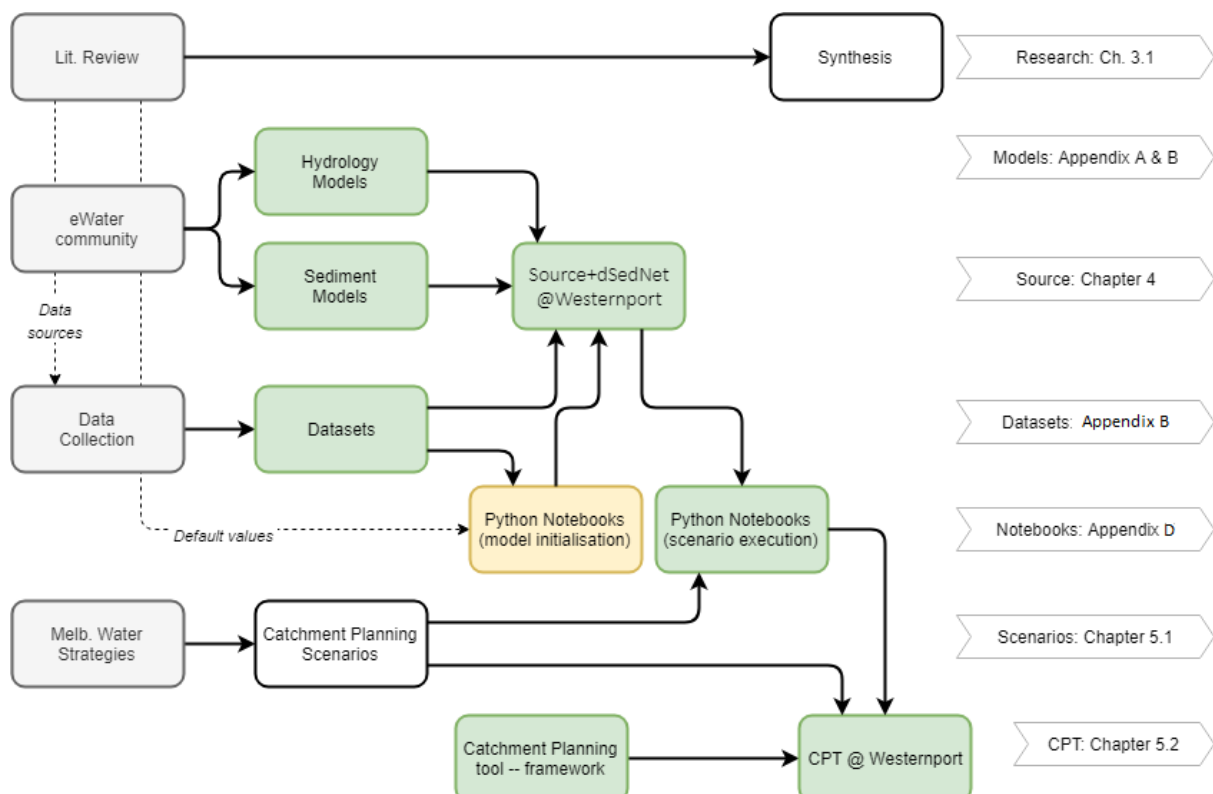 Lit. Review
Synthesis
Research: Ch. 3.1
Hydrology
Models
Models: Appendix A & B
eWater
community
Sediment
Models
Source+dSedNet
@Westernport
Source: Chapter 4
Data
sources
Data
Collection
Datasets
Datasets: Appendix B
Default values
Python Notebooks
(model initialisation)
Python Notebooks
(scenario execution)
Notebooks: Appendix D
Melb. Water
Strategies
Catchment Planning
Scenarios
Scenarios: Chapter 5.1
Catchment Planning
tool -- framework
CPT @ Westernport
CPT: Chapter 5.2